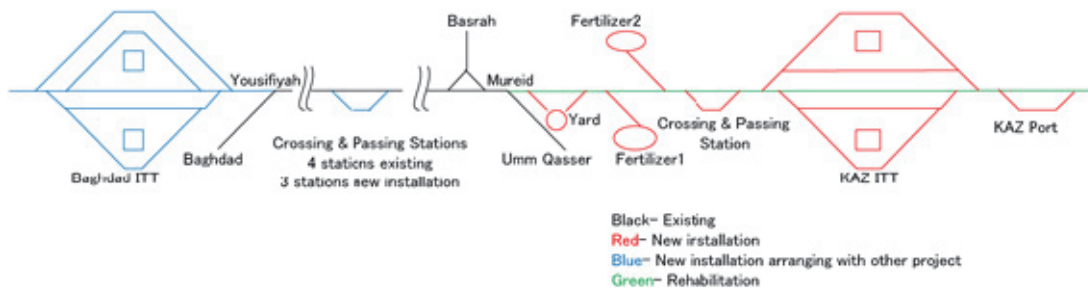 Basrah
Fertilizer2
Yousifiyah
Mureid
Yard
Crossing & Passing
Station
KAZ Port
Crossing & Passing Stations
4 stations existing
3 stations new installation
Baghdad
Umm Qasser
Fertilizer1
Baghdad ITT
KAZ ITT
Black- Existing
Red- New installation
Blue- New installation arranging with other project
Green- Rehabilitation